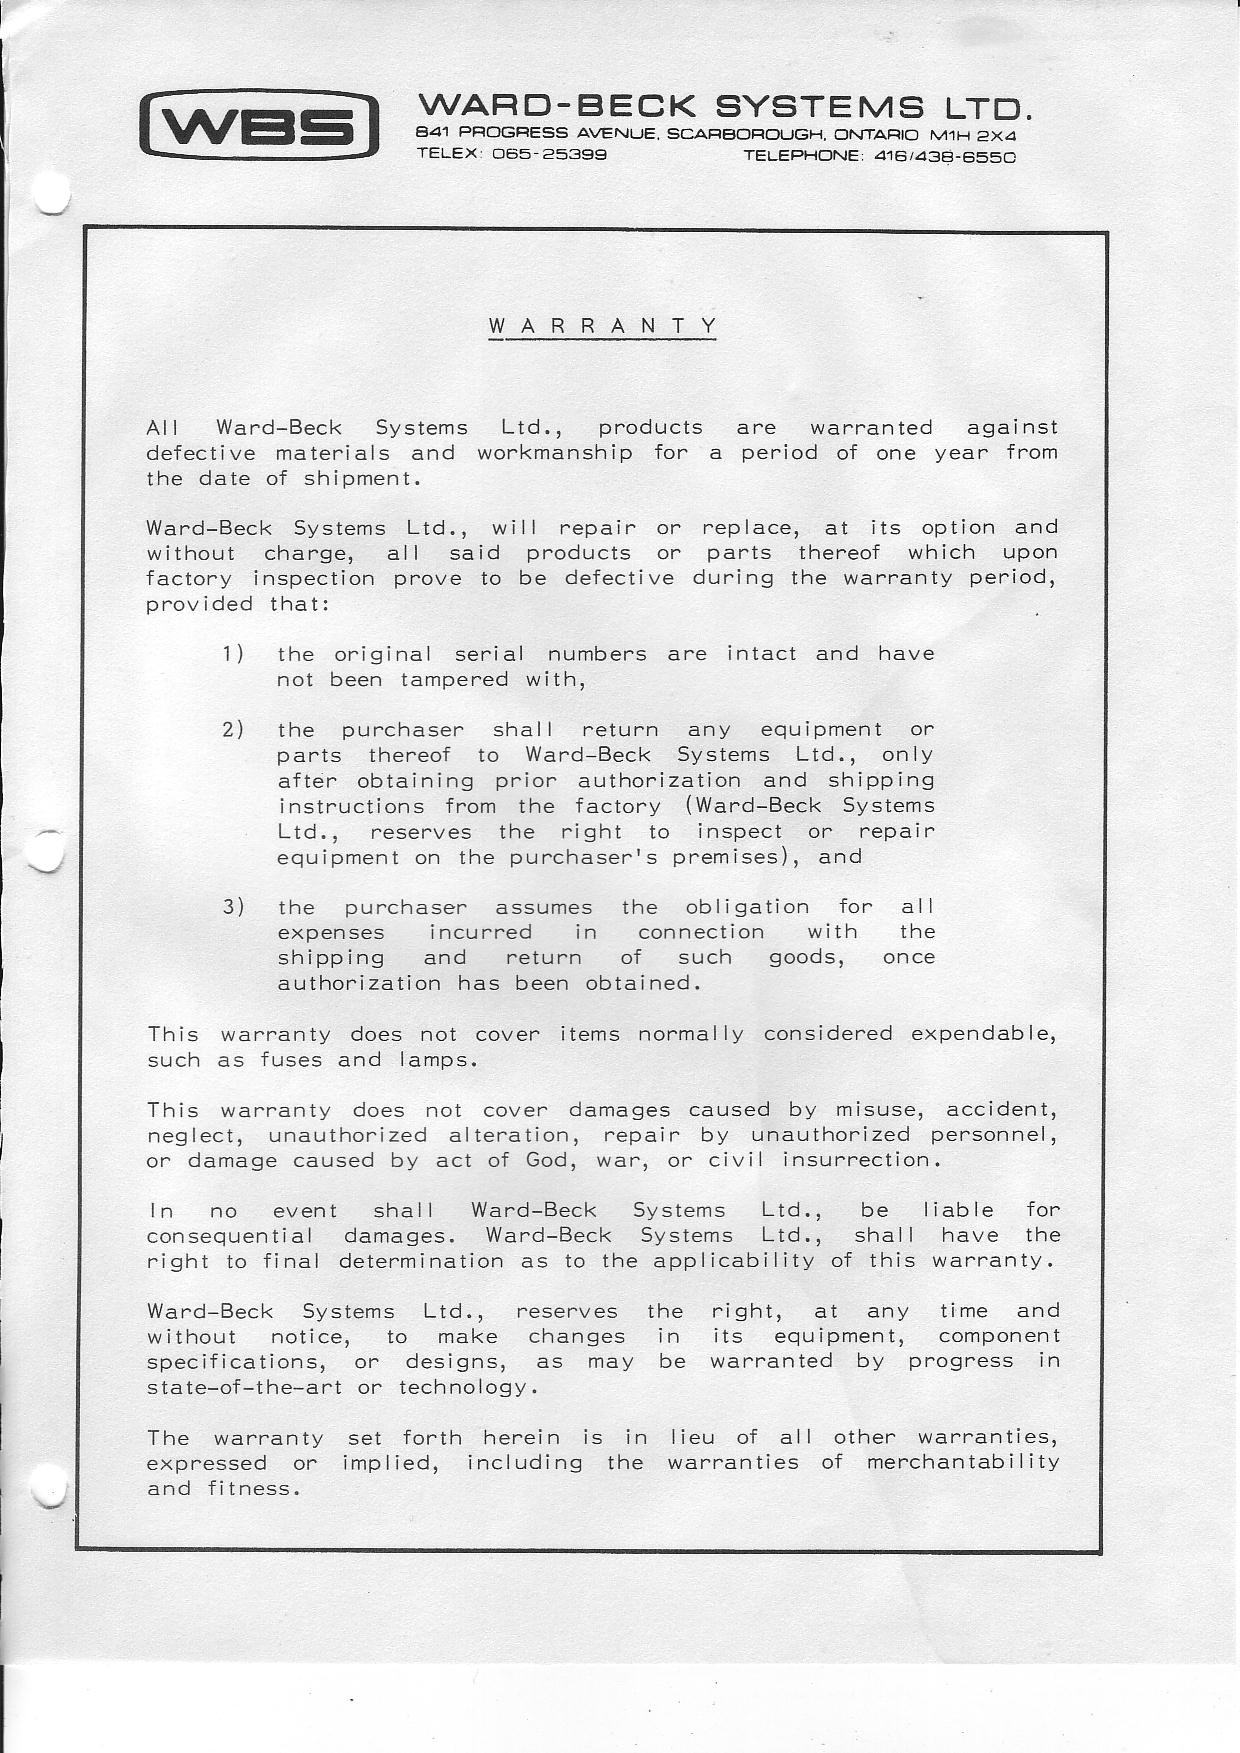 WBS
WARD-BECK SYSTEMS LTD.
841 PROGRESS AVENUE, SCARBOROUGH, ONTARIO M1H 2X4
TELEX: 065-25399 TELEPHONE: 416/438-6550
WARRANTY
All Ward-Beck Systems Ltd., products are warranted against
defective materials and workmanship for a period of one year from
the date of shipment.
Ward-Beck Systems Ltd., will repair or replace, at its option and
without charge, all said products or parts thereof which upon
factory inspection prove to be defective during the warranty period,
provided that:
1) the original serial numbers are intact and have
not been tampered with,
2) the purchaser shall return any equipment or
parts thereof to Ward-Beck Systems Ltd., only
after obtaining prior authorization and shipping
instructions from the factory (Ward-Beck Systems
Ltd., reserves the right to inspect or repair
equipment on the purchaser's premises), and
3) the purchaser assumes the obligation for all
expenses incurred in connection with the
shipping and return of such goods, once
authorization has been obtained.
This warranty does not cover items normally considered expendable,
such as fuses and lamps.
This warranty does not cover damages caused by misuse, accident,
neglect, unauthorized alteration, repair by unauthorized personnel,
or damage caused by act of God, war, or civil insurrection.
In no event shall Ward-Beck Systems Ltd., be liable for
consequential damages. Ward-Beck Systems Ltd., shall have the
right to final determination as to the applicability of this warranty.
Ward-Beck Systems Ltd., reserves the right, at any time and
without notice, to make changes in its equipment, component
specifications, or designs, as may be warranted by progress in
state-of-the-art or technology.
The warranty set forth herein is in lieu of all other warranties,
expressed or implied, including the warranties of merchantability
and fitness.